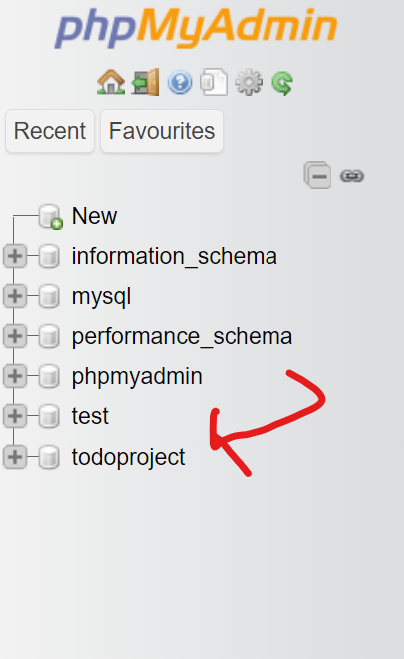 phpMyAdmin
Recent Favourites
New
information_schema
mysql
performance_schema
phpmyadmin
test
todoproject